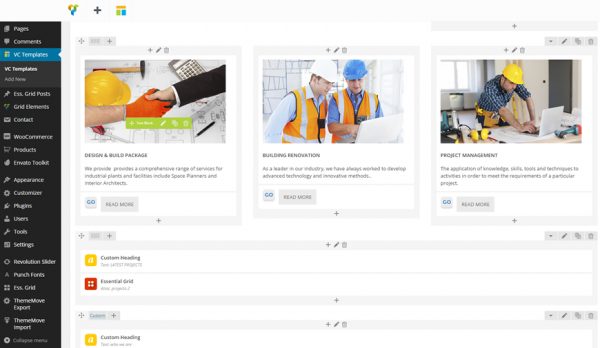 Pages
Comments
VC Templates
VC Templates
Add New
Ess. Grid Posts
Grid Elements
Contact
WooCommerce
Products
Envato Toolkit
Appearance
Customizer
Plugins
Users
Tools
Settings
Revolution Slider
Punch Fonts
Ess. Grid
ThemeMove
Export
ThemeMove
Import
Collapse menu
Text Block
DESIGN & BUILD PACKAGE
We provide provides a comprehensive range of services for
industrial plants and facilities include Space Planners and
Interior Architects.
GO
READ MORE
BUILDING RENOVATION
As a leader in industry, we have always worked to develop
advanced technology and innovative methods..
GO
READ MORE
PROJECT MANAGEMENT
The application of knowledge, skills, tools and techniques to
activities in order to meet the requirements of a particular
project.
GO
READ MORE
Custom Heading
Text: LATEST PROJECTS
Essential Grid
Alias: projects-2
Custom
Custom Heading
Text: why we are